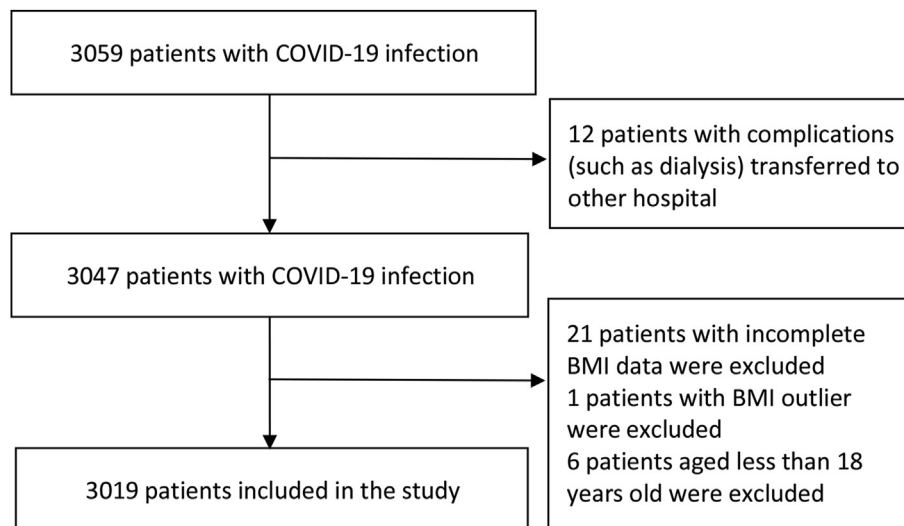 3059 patients with COVID-19 infection
12 patients with complications
(such as dialysis) transferred to
other hospital
3047 patients with COVID-19 infection
21 patients with incomplete
BMI data were excluded
1 patients with BMI outlier
were excluded
6 patients aged less than 18
years old were excluded
3019 patients included in the study